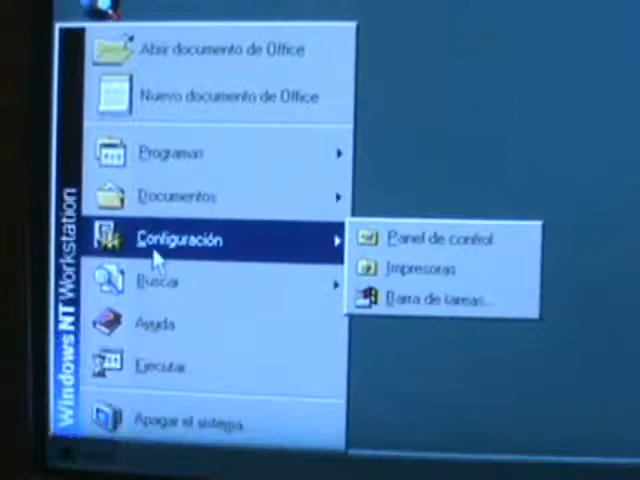 Abrir documento de Office
Nuevo documento de Office
Programas
Documentos
Configuración
Buscar
Ayuda
Ejecutar...
Apagar el sistema...
Panel de control
Impresoras
Barra de tareas...
Windows NT Workstation